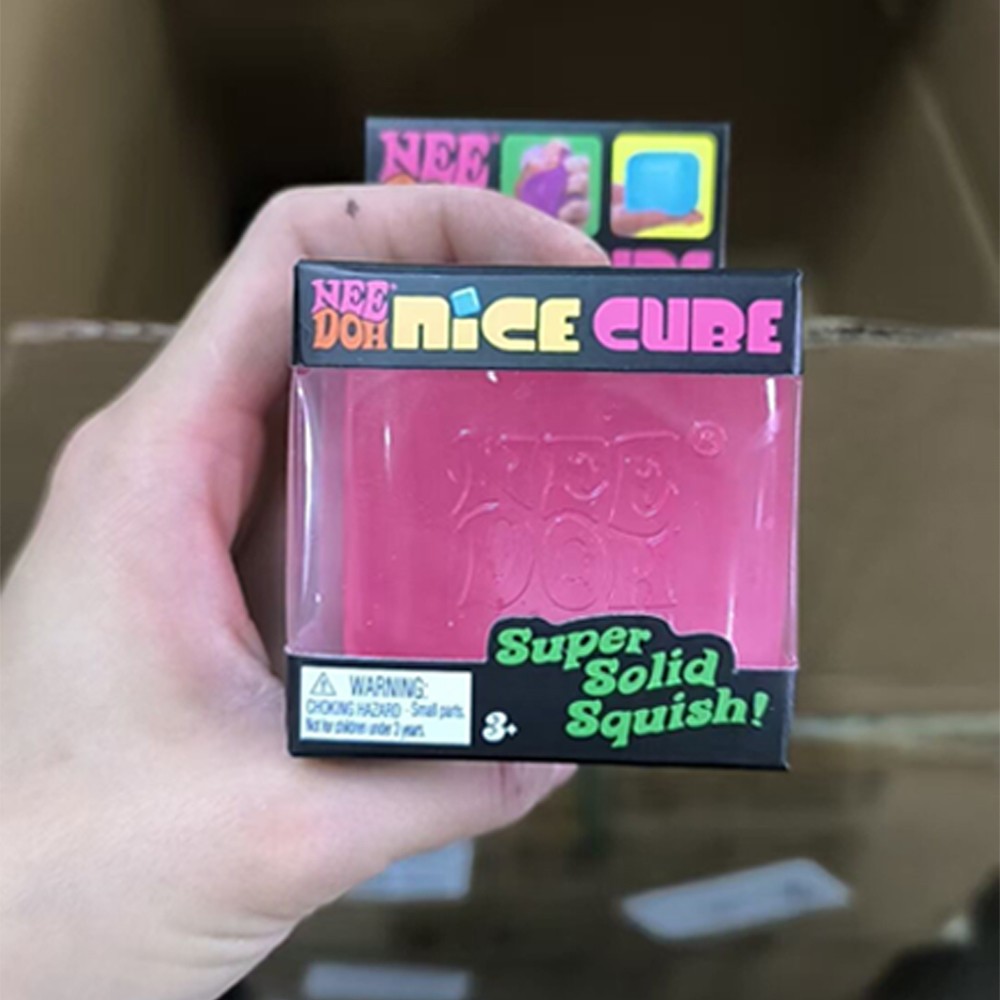 NEE
NEE DOH NiCE CUBE
NEE ®
DOH
Super
Solid
Squish!
WARNING:
CHOKING HAZARD - Small parts.
Not for children under 3 years.
3+